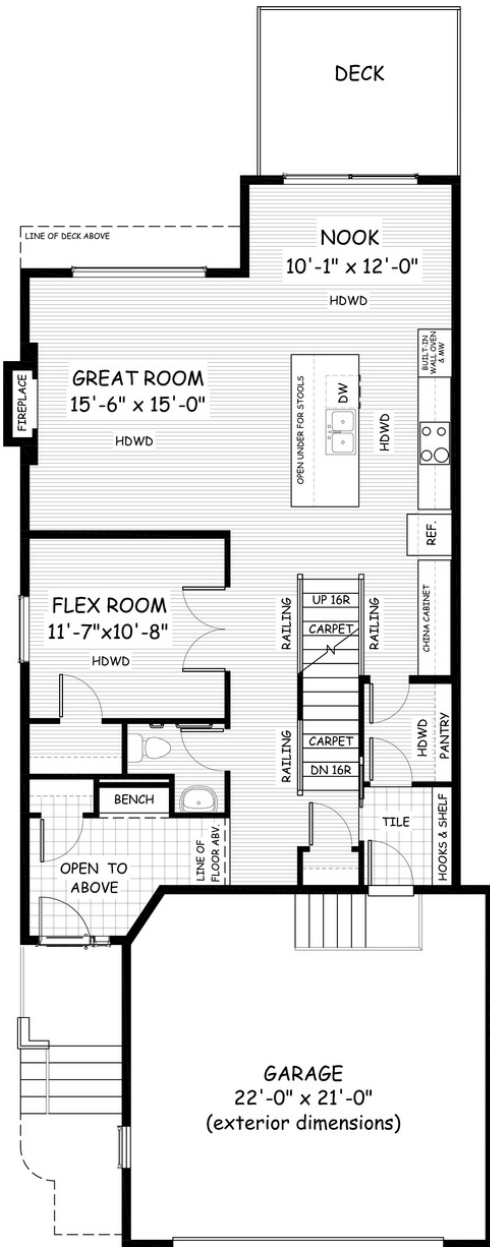 DECK
LINE OF DECK ABOVE
NOOK
10'-1" x 12'-0"
HDWD
BUILT-IN
WALL OVEN
& MW
GREAT ROOM
15'-6" x 15'-0"
HDWD
FIREPLACE
OPEN UNDER FOR STOOLS
DW
HDWD
REF.
FLEX ROOM
11'-7"x10'-8"
HDWD
RAILING
UP 16R
CARPET
RAILING
CHINA CABINET
RAILING
CARPET
DN 16R
HDWD
PANTRY
BENCH
TILE
HOOKS & SHELF
OPEN TO
ABOVE
LINE OF
FLOOR ABV.
GARAGE
22'-0" x 21'-0"
(exterior dimensions)